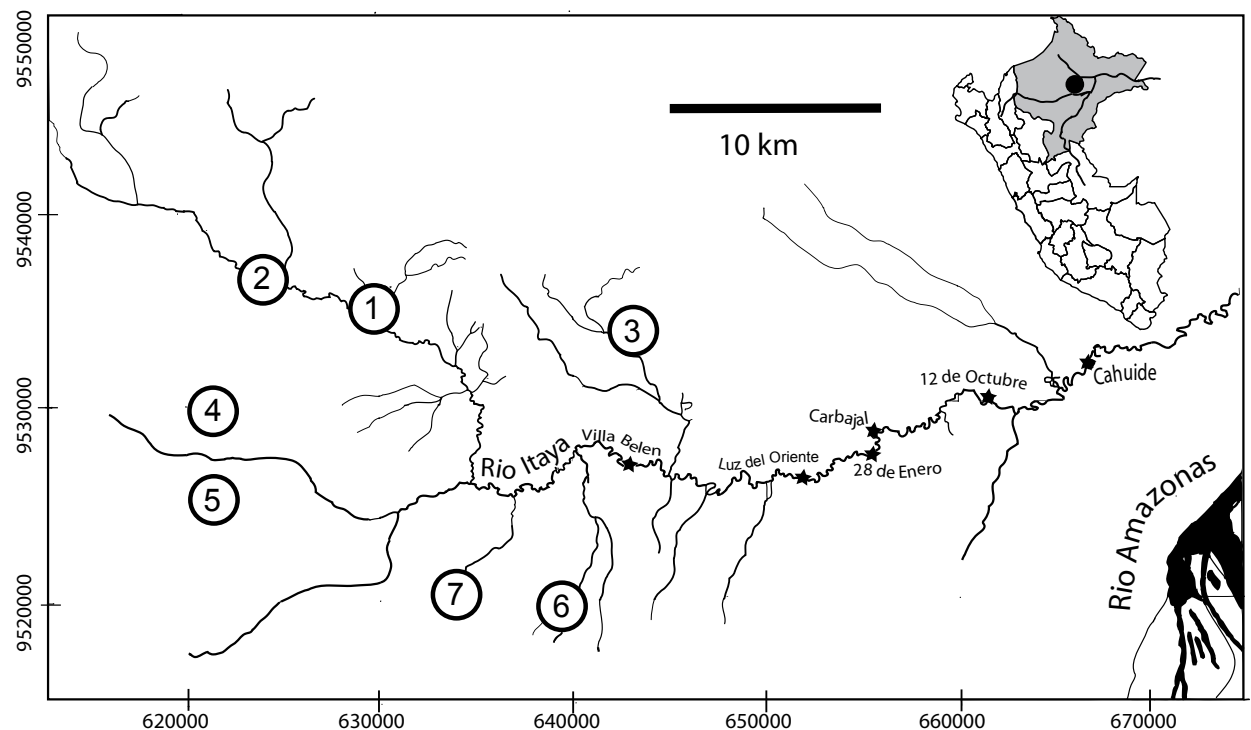 9550000
10 km
9540000
2
1
3
12 de Octubre
Cahuide
4
9530000
Carbajal
Villa Belen
Rio Itaya
Luz del Oriente
28 de Enero
5
Rio Amazonas
7
6
9520000
620000
630000
640000
650000
660000
670000